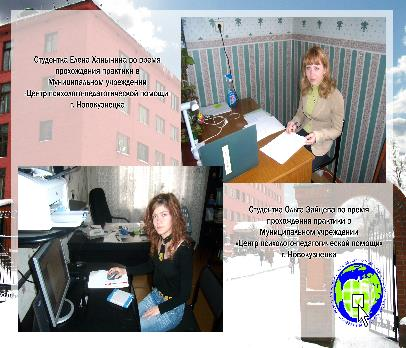 Студентка Елена Ханьжина во время
прохождения практики в
Муниципальном учреждении
«Центр психолого-педагогической помощи»
г. Новокузнецка
Студентка Ольга Зайцева во время
прохождения практики в
Муниципальном учреждении
«Центр психолого-педагогической помощи»
г. Новокузнецка